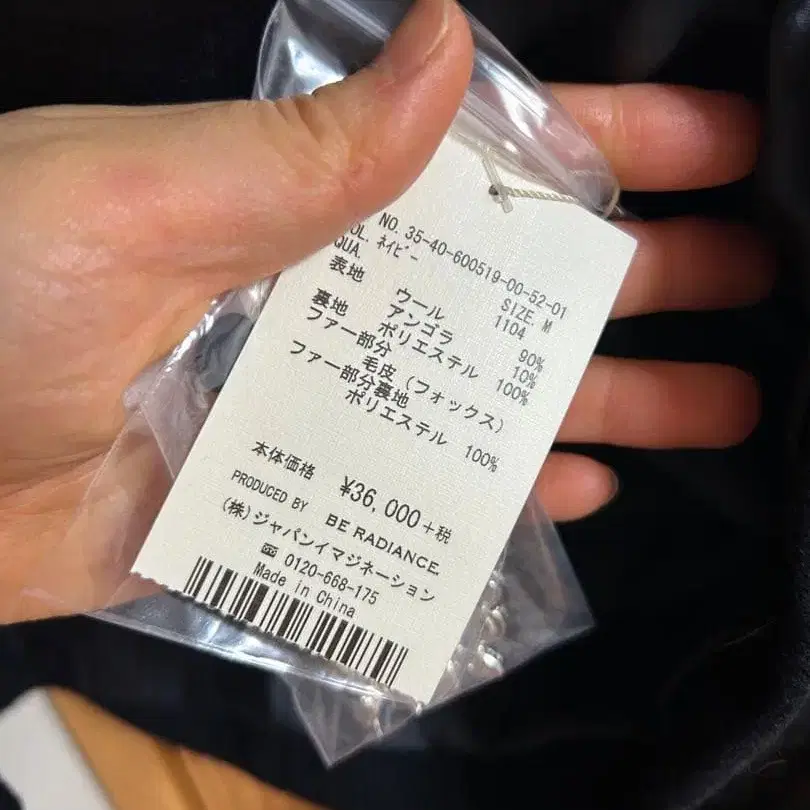 NO. 35-40-600519-00-52-01
OL. ネイビー SIZE. M
QUA. 1104
表地 ウール 90%
アンゴラ 10%
裏地 ポリエステル 100%
ファー部分
毛皮(フォックス)
ファー部分裏地
ポリエステル 100%
本体価格 ¥36,000+税
PRODUCED BY BE RADIANCE.
(株)ジャパンイマジネーション
0120-668-175
Made in China